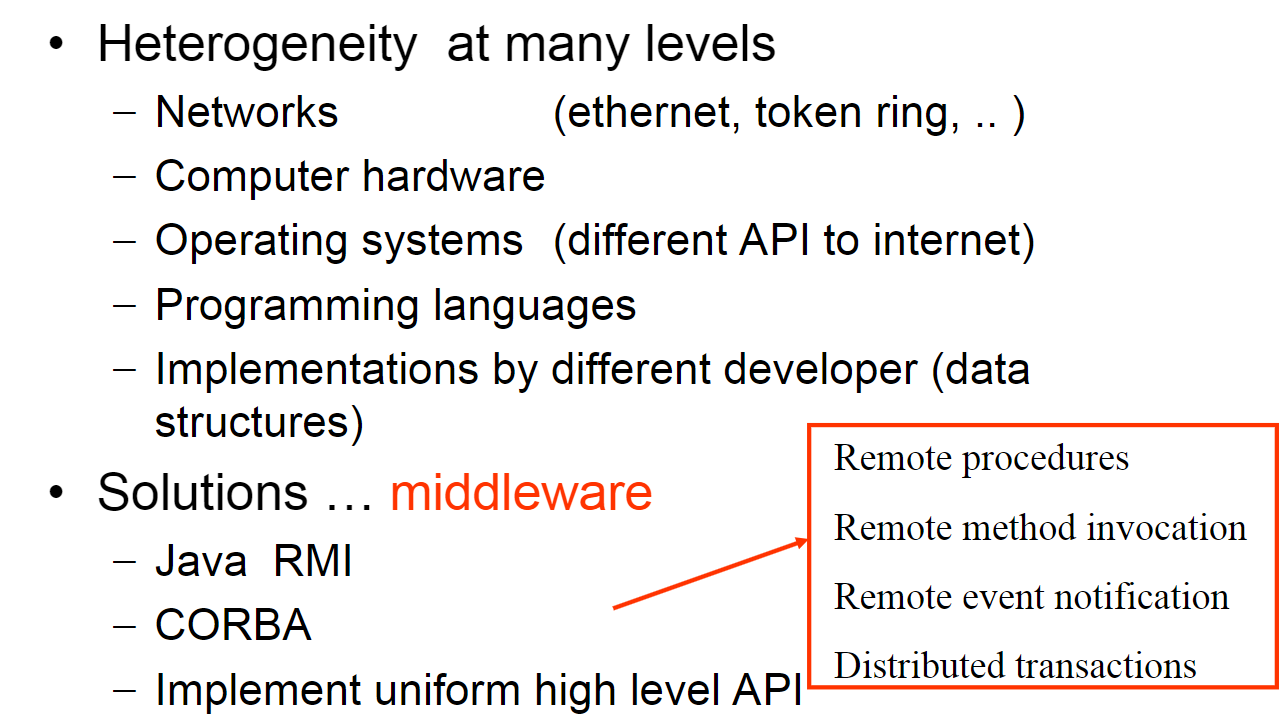 • Heterogeneity at many levels
– Networks (ethernet, token ring, .. )
– Computer hardware
– Operating systems (different API to internet)
– Programming languages
– Implementations by different developer (data
structures)
• Solutions … middleware
– Java RMI
– CORBA
– Implement uniform high level API
Remote procedures
Remote method invocation
Remote event notification
Distributed transactions